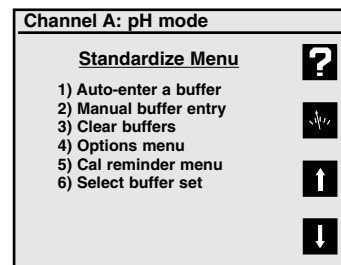 Channel A: pH mode
Standardize Menu
1) Auto-enter a buffer
2) Manual buffer entry
3) Clear buffers
4) Options menu
5) Cal reminder menu
6) Select buffer set
?